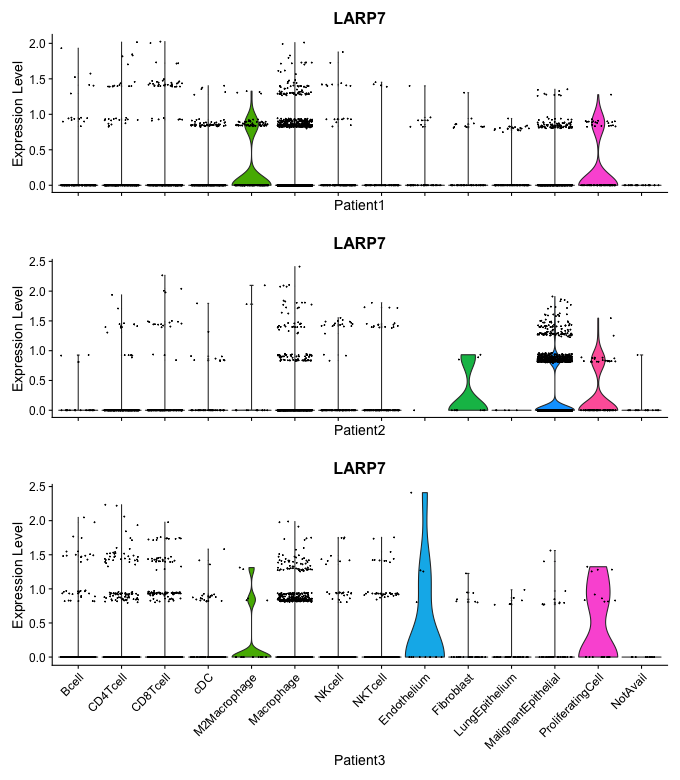 LARP7
Expression Level
2.0
1.5
1.0
0.5
0.0
Patient1
LARP7
Expression Level
2.5
2.0
1.5
1.0
0.5
0.0
Patient2
LARP7
Expression Level
2.5
2.0
1.5
1.0
0.5
0.0
Bcell
CD4Tcell
CD8Tcell
cDC
M2Macrophage
Macrophage
NKcell
NKTcell
Endothelium
Fibroblast
LungEpithelium
MalignantEpithelial
ProliferatingCell
NotAvail
Patient3